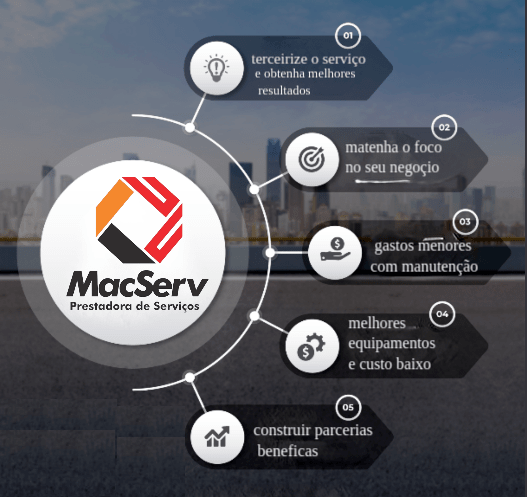 01
terceirize o serviço
e obtenha melhores
resultados
02
matenha o foco
no seu negoçio
03
gastos menores
com manutenção
MacServ
Prestadora de Serviços
04
melhores
equipamentos
e custo baixo
05
construir parcerias
beneficas